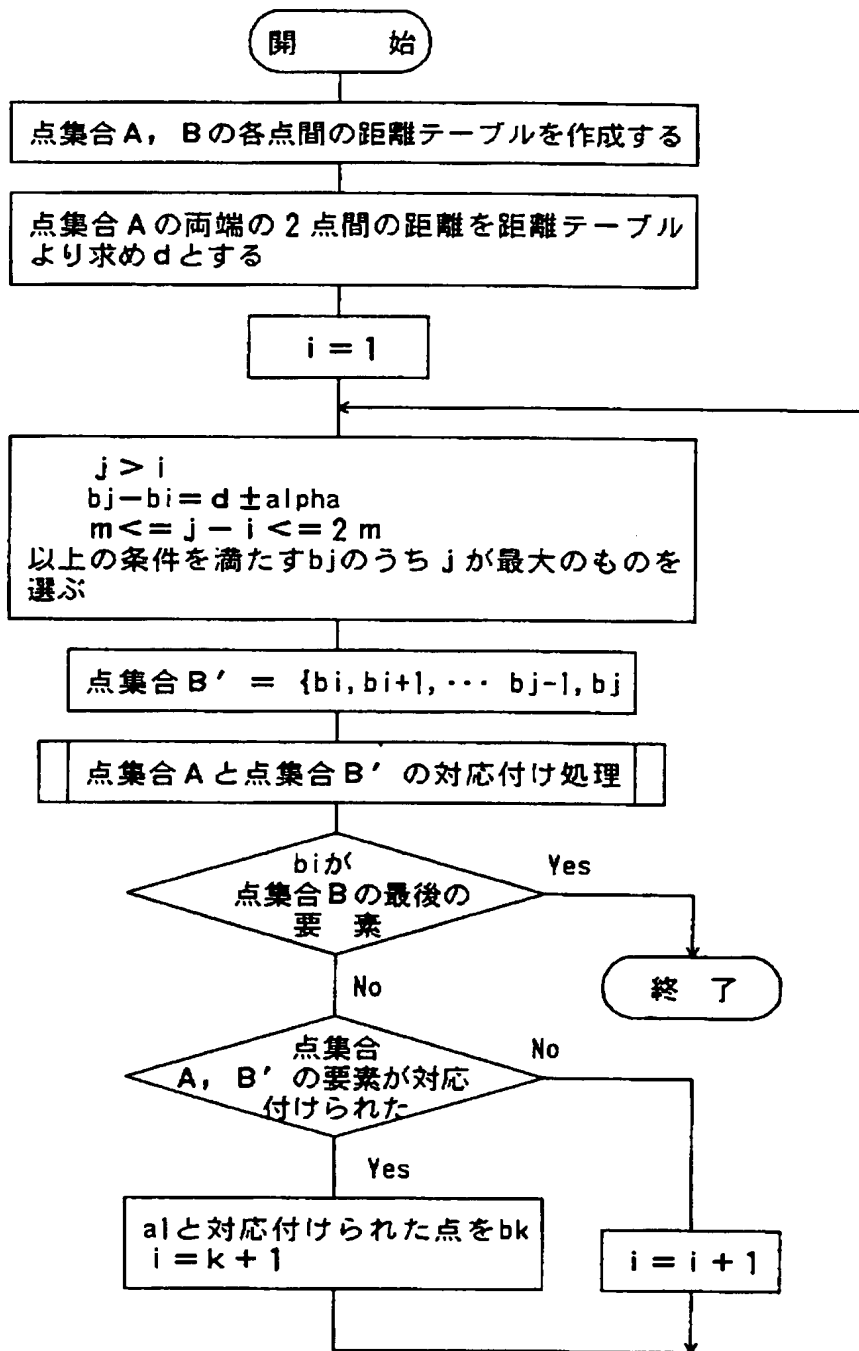 開 始
点集合A，Bの各点間の距離テーブルを作成する
点集合Aの両端の2点間の距離を距離テーブル
より求めdとする
i＝1
j＞i
bj－bi＝d±alpha
m＜＝j－i＜＝2m
以上の条件を満たすbjのうちjが最大のものを
選ぶ
点集合B′ ＝ {bi,bi+1,··· bj-1,bj
点集合Aと点集合B′の対応付け処理
biが
点集合Bの最後の
要 素
Yes
終 了
No
点集合
A，B′の要素が対応
付けられた
No
Yes
alと対応付けられた点をbk
i＝k＋1
i＝i＋1